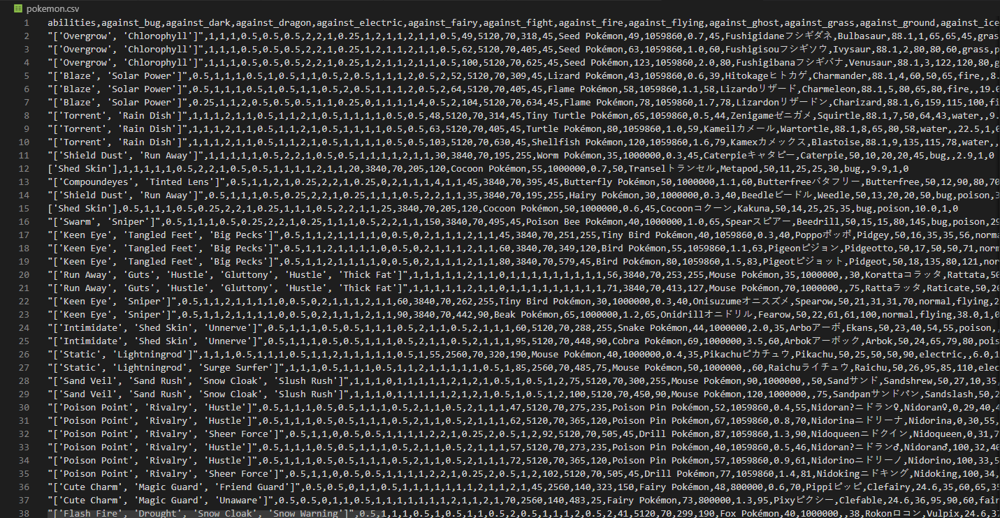 pokemon.csv
1 abilities,against_bug,against_dark,against_dragon,against_electric,against_fairy,against_fight,against_fire,against_flying,against_ghost,against_grass,against_ground,against_ice
2 "['Overgrow', 'Chlorophyll']",1,1,1,0.5,0.5,0.5,2,2,1,0.25,1,2,1,1,2,1,1,0.5,49,5120,70,318,45,Seed Pokémon,49,1059860,0.7,45,Fushigidaneフシギダネ,Bulbasaur,88.1,1,65,65,45,gras
3 "['Overgrow', 'Chlorophyll']",1,1,1,0.5,0.5,0.5,2,2,1,0.25,1,2,1,1,2,1,1,0.5,62,5120,70,405,45,Seed Pokémon,63,1059860,1.0,60,Fushigisouフシギソウ,Ivysaur,88.1,2,80,80,60,grass,p
4 "['Overgrow', 'Chlorophyll']",1,1,1,0.5,0.5,0.5,2,2,1,0.25,1,2,1,1,2,1,1,0.5,100,5120,70,625,45,Seed Pokémon,123,1059860,2.0,80,Fushigibanaフシギバナ,Venusaur,88.1,3,122,120,80,g
5 "['Blaze', 'Solar Power']",0.5,1,1,1,0.5,1,0.5,1,1,0.5,2,0.5,1,1,1,2,0.5,2,52,5120,70,309,45,Lizard Pokémon,43,1059860,0.6,39,Hitokageヒトカゲ,Charmander,88.1,4,60,50,65,fire,,8.
6 "['Blaze', 'Solar Power']",0.5,1,1,1,0.5,1,0.5,1,1,0.5,2,0.5,1,1,1,2,0.5,2,64,5120,70,405,45,Flame Pokémon,58,1059860,1.1,58,Lizardoリザード,Charmeleon,88.1,5,80,65,80,fire,,19.0
7 "['Blaze', 'Solar Power']",0.25,1,1,2,0.5,0.5,0.5,1,1,0.25,0,1,1,1,1,4,0.5,2,104,5120,70,634,45,Flame Pokémon,78,1059860,1.7,78,Lizardonリザードン,Charizard,88.1,6,159,115,100,fi
8 "['Torrent', 'Rain Dish']",1,1,1,2,1,1,0.5,1,1,2,1,0.5,1,1,1,1,0.5,0.5,48,5120,70,314,45,Tiny Turtle Pokémon,65,1059860,0.5,44,Zenigameゼニガメ,Squirtle,88.1,7,50,64,43,water,,9.
9 "['Torrent', 'Rain Dish']",1,1,1,2,1,1,0.5,1,1,2,1,0.5,1,1,1,1,0.5,0.5,63,5120,70,405,45,Turtle Pokémon,80,1059860,1.0,59,Kameilカメール,Wartortle,88.1,8,65,80,58,water,,22.5,1,0
10 "['Torrent', 'Rain Dish']",1,1,1,2,1,1,0.5,1,1,2,1,0.5,1,1,1,1,0.5,0.5,103,5120,70,630,45,Shellfish Pokémon,120,1059860,1.6,79,Kamexカメックス,Blastoise,88.1,9,135,115,78,water,,
11 "['Shield Dust', 'Run Away']",1,1,1,1,1,0.5,2,2,1,0.5,0.5,1,1,1,2,1,1,30,3840,70,195,255,Worm Pokémon,35,1000000,0.3,45,Caterpieキャタピー,Caterpie,50,10,20,20,45,bug,,2.9,1,0
12 ['Shed Skin'],1,1,1,1,1,0.5,2,2,1,0.5,0.5,1,1,1,1,2,1,1,20,3840,70,205,120,Cocoon Pokémon,55,1000000,0.7,50,Transelトランセル,Metapod,50,11,25,25,30,bug,,9.9,1,0
13 "['Compoundeyes', 'Tinted Lens']",0.5,1,1,2,1,0.25,2,2,1,0.25,0,2,1,1,1,4,1,1,45,3840,70,395,45,Butterfly Pokémon,50,1000000,1.1,60,Butterfreeバタフリー,Butterfree,50,12,90,80,70
14 "['Shield Dust', 'Run Away']",0.5,1,1,1,0.5,0.25,2,2,1,0.25,1,1,1,0.5,2,2,1,1,35,3840,70,195,255,Hairy Pokémon,30,1000000,0.3,40,Beedleビードル,Weedle,50,13,20,20,50,bug,poison,3
15 ['Shed Skin'],0.5,1,1,1,0.5,0.25,2,2,1,0.25,1,1,1,0.5,2,2,1,1,25,3840,70,205,120,Cocoon Pokémon,50,1000000,0.6,45,Cocoonコクーン,Kakuna,50,14,25,25,35,bug,poison,10.0,1,0
16 "['Swarm', 'Sniper']",0.5,1,1,1,0.5,0.25,2,2,1,0.25,1,1,1,0.5,2,2,1,1,150,3840,70,495,45,Poison Bee Pokémon,40,1000000,1.0,65,Spearスピアー,Beedrill,50,15,15,80,145,bug,poison,29
17 "['Keen Eye', 'Tangled Feet', 'Big Pecks']",0.5,1,1,2,1,1,1,1,0,0.5,0,2,1,1,1,2,1,1,45,3840,70,251,255,Tiny Bird Pokémon,40,1059860,0.3,40,Poppoポッポ,Pidgey,50,16,35,35,56,norma
18 "['Keen Eye', 'Tangled Feet', 'Big Pecks']",0.5,1,1,2,1,1,1,1,0,0.5,0,2,1,1,1,2,1,1,60,3840,70,349,120,Bird Pokémon,55,1059860,1.1,63,Pigeonピジョン,Pidgeotto,50,17,50,50,71,norm
19 "['Keen Eye', 'Tangled Feet', 'Big Pecks']",0.5,1,1,2,1,1,1,1,0,0.5,0,2,1,1,1,2,1,1,80,3840,70,579,45,Bird Pokémon,80,1059860,1.5,83,Pigeotピジョット,Pidgeot,50,18,135,80,121,nor
20 "['Run Away', 'Guts', 'Hustle', 'Gluttony', 'Hustle', 'Thick Fat']",1,1,1,1,1,2,1,1,0,1,1,1,1,1,1,1,1,1,56,3840,70,253,255,Mouse Pokémon,35,1000000,,30,Korattaコラッタ,Rattata,50
21 "['Run Away', 'Guts', 'Hustle', 'Gluttony', 'Hustle', 'Thick Fat']",1,1,1,1,1,2,1,1,0,1,1,1,1,1,1,1,1,1,71,3840,70,413,127,Mouse Pokémon,70,1000000,,75,Rattaラッタ,Raticate,50,20
22 "['Keen Eye', 'Sniper']",0.5,1,1,2,1,1,1,1,0,0.5,0,2,1,1,1,2,1,1,60,3840,70,262,255,Tiny Bird Pokémon,30,1000000,0.3,40,Onisuzumeオニスズメ,Spearow,50,21,31,31,70,normal,flying,2
23 "['Keen Eye', 'Sniper']",0.5,1,1,2,1,1,1,1,0,0.5,0,2,1,1,1,2,1,1,90,3840,70,442,90,Beak Pokémon,65,1000000,1.2,65,Onidrillオニドリル,Fearow,50,22,61,61,100,normal,flying,38.0,1,0
24 "['Intimidate', 'Shed Skin', 'Unnerve']",0.5,1,1,1,0.5,0.5,1,1,1,0.5,2,1,1,0.5,2,1,1,1,60,5120,70,288,255,Snake Pokémon,44,1000000,2.0,35,Arboアーボ,Ekans,50,23,40,54,55,poison,,
25 "['Intimidate', 'Shed Skin', 'Unnerve']",0.5,1,1,1,0.5,0.5,1,1,1,0.5,2,1,1,0.5,2,1,1,1,95,5120,70,448,90,Cobra Pokémon,69,1000000,3.5,60,Arbokアーボック,Arbok,50,24,65,79,80,pois
26 "['Static', 'Lightningrod']",1,1,1,0.5,1,1,1,0.5,1,1,2,1,1,1,1,1,0.5,1,55,2560,70,320,190,Mouse Pokémon,40,1000000,0.4,35,Pikachuピカチュウ,Pikachu,50,25,50,50,90,electric,,6.0,1
27 "['Static', 'Lightningrod', 'Surge Surfer']",1,1,1,0.5,1,1,1,0.5,1,1,2,1,1,1,1,1,0.5,1,85,2560,70,485,75,Mouse Pokémon,50,1000000,,60,Raichuライチュウ,Raichu,50,26,95,85,110,elec
28 "['Sand Veil', 'Sand Rush', 'Snow Cloak', 'Slush Rush']",1,1,1,0,1,1,1,1,1,2,1,2,1,0.5,1,0.5,1,2,75,5120,70,300,255,Mouse Pokémon,90,1000000,,50,Sandサンド,Sandshrew,50,27,10,35,
29 "['Sand Veil', 'Sand Rush', 'Snow Cloak', 'Slush Rush']",1,1,1,0,1,1,1,1,1,2,1,2,1,0.5,1,0.5,1,2,100,5120,70,450,90,Mouse Pokémon,120,1000000,,75,Sandpanサンドパン,Sandslash,50,2
30 "['Poison Point', 'Rivalry', 'Hustle']",0.5,1,1,1,0.5,0.5,1,1,1,0.5,2,1,1,0.5,2,1,1,1,47,5120,70,275,235,Poison Pin Pokémon,52,1059860,0.4,55,Nidoran♀ニドラン♀,Nidoran♀,0,29,40,4
31 "['Poison Point', 'Rivalry', 'Hustle']",0.5,1,1,1,0.5,0.5,1,1,1,0.5,2,1,1,0.5,2,1,1,1,62,5120,70,365,120,Poison Pin Pokémon,67,1059860,0.8,70,Nidorinaニドリーナ,Nidorina,0,30,55,
32 "['Poison Point', 'Rivalry', 'Sheer Force']",0.5,1,1,0,0.5,0.5,1,1,1,1,2,2,1,0.25,2,0.5,1,2,92,5120,70,505,45,Drill Pokémon,87,1059860,1.3,90,Nidoqueenニドクイン,Nidoqueen,0,31,7
33 "['Poison Point', 'Rivalry', 'Hustle']",0.5,1,1,1,0.5,0.5,1,1,1,0.5,2,1,1,0.5,2,1,1,1,57,5120,70,273,235,Poison Pin Pokémon,40,1059860,0.5,46,Nidoran♂ニドラン♂,Nidoran♂,100,32,40
34 "['Poison Point', 'Rivalry', 'Hustle']",0.5,1,1,1,0.5,0.5,1,1,1,0.5,2,1,1,0.5,2,1,1,1,72,5120,70,365,120,Poison Pin Pokémon,57,1059860,0.9,61,Nidorinoニドリーノ,Nidorino,100,33,5
35 "['Poison Point', 'Rivalry', 'Sheer Force']",0.5,1,1,0,0.5,0.5,1,1,1,1,2,2,1,0.25,2,0.5,1,2,102,5120,70,505,45,Drill Pokémon,77,1059860,1.4,81,Nidokingニドキング,Nidoking,100,34,
36 "['Cute Charm', 'Magic Guard', 'Friend Guard']",0.5,0.5,0,1,1,0.5,1,1,1,1,1,1,1,2,1,1,2,1,45,2560,140,323,150,Fairy Pokémon,48,800000,0.6,70,Pippiピッピ,Clefairy,24.6,35,60,65,35
37 "['Cute Charm', 'Magic Guard', 'Unaware']",0.5,0.5,0,1,1,0.5,1,1,1,1,1,1,1,2,1,1,2,1,70,2560,140,483,25,Fairy Pokémon,73,800000,1.3,95,Pixyピクシー,Clefable,24.6,36,95,90,60,fair
38 "['Flash Fire', 'Drought', 'Snow Cloak', 'Snow Warning']",0.5,1,1,1,0.5,1,0.5,1,1,0.5,2,0.5,1,1,1,2,0.5,2,41,5120,70,299,190,Fox Pokémon,40,1000000,,38,Rokonロコン,Vulpix,24.6,37